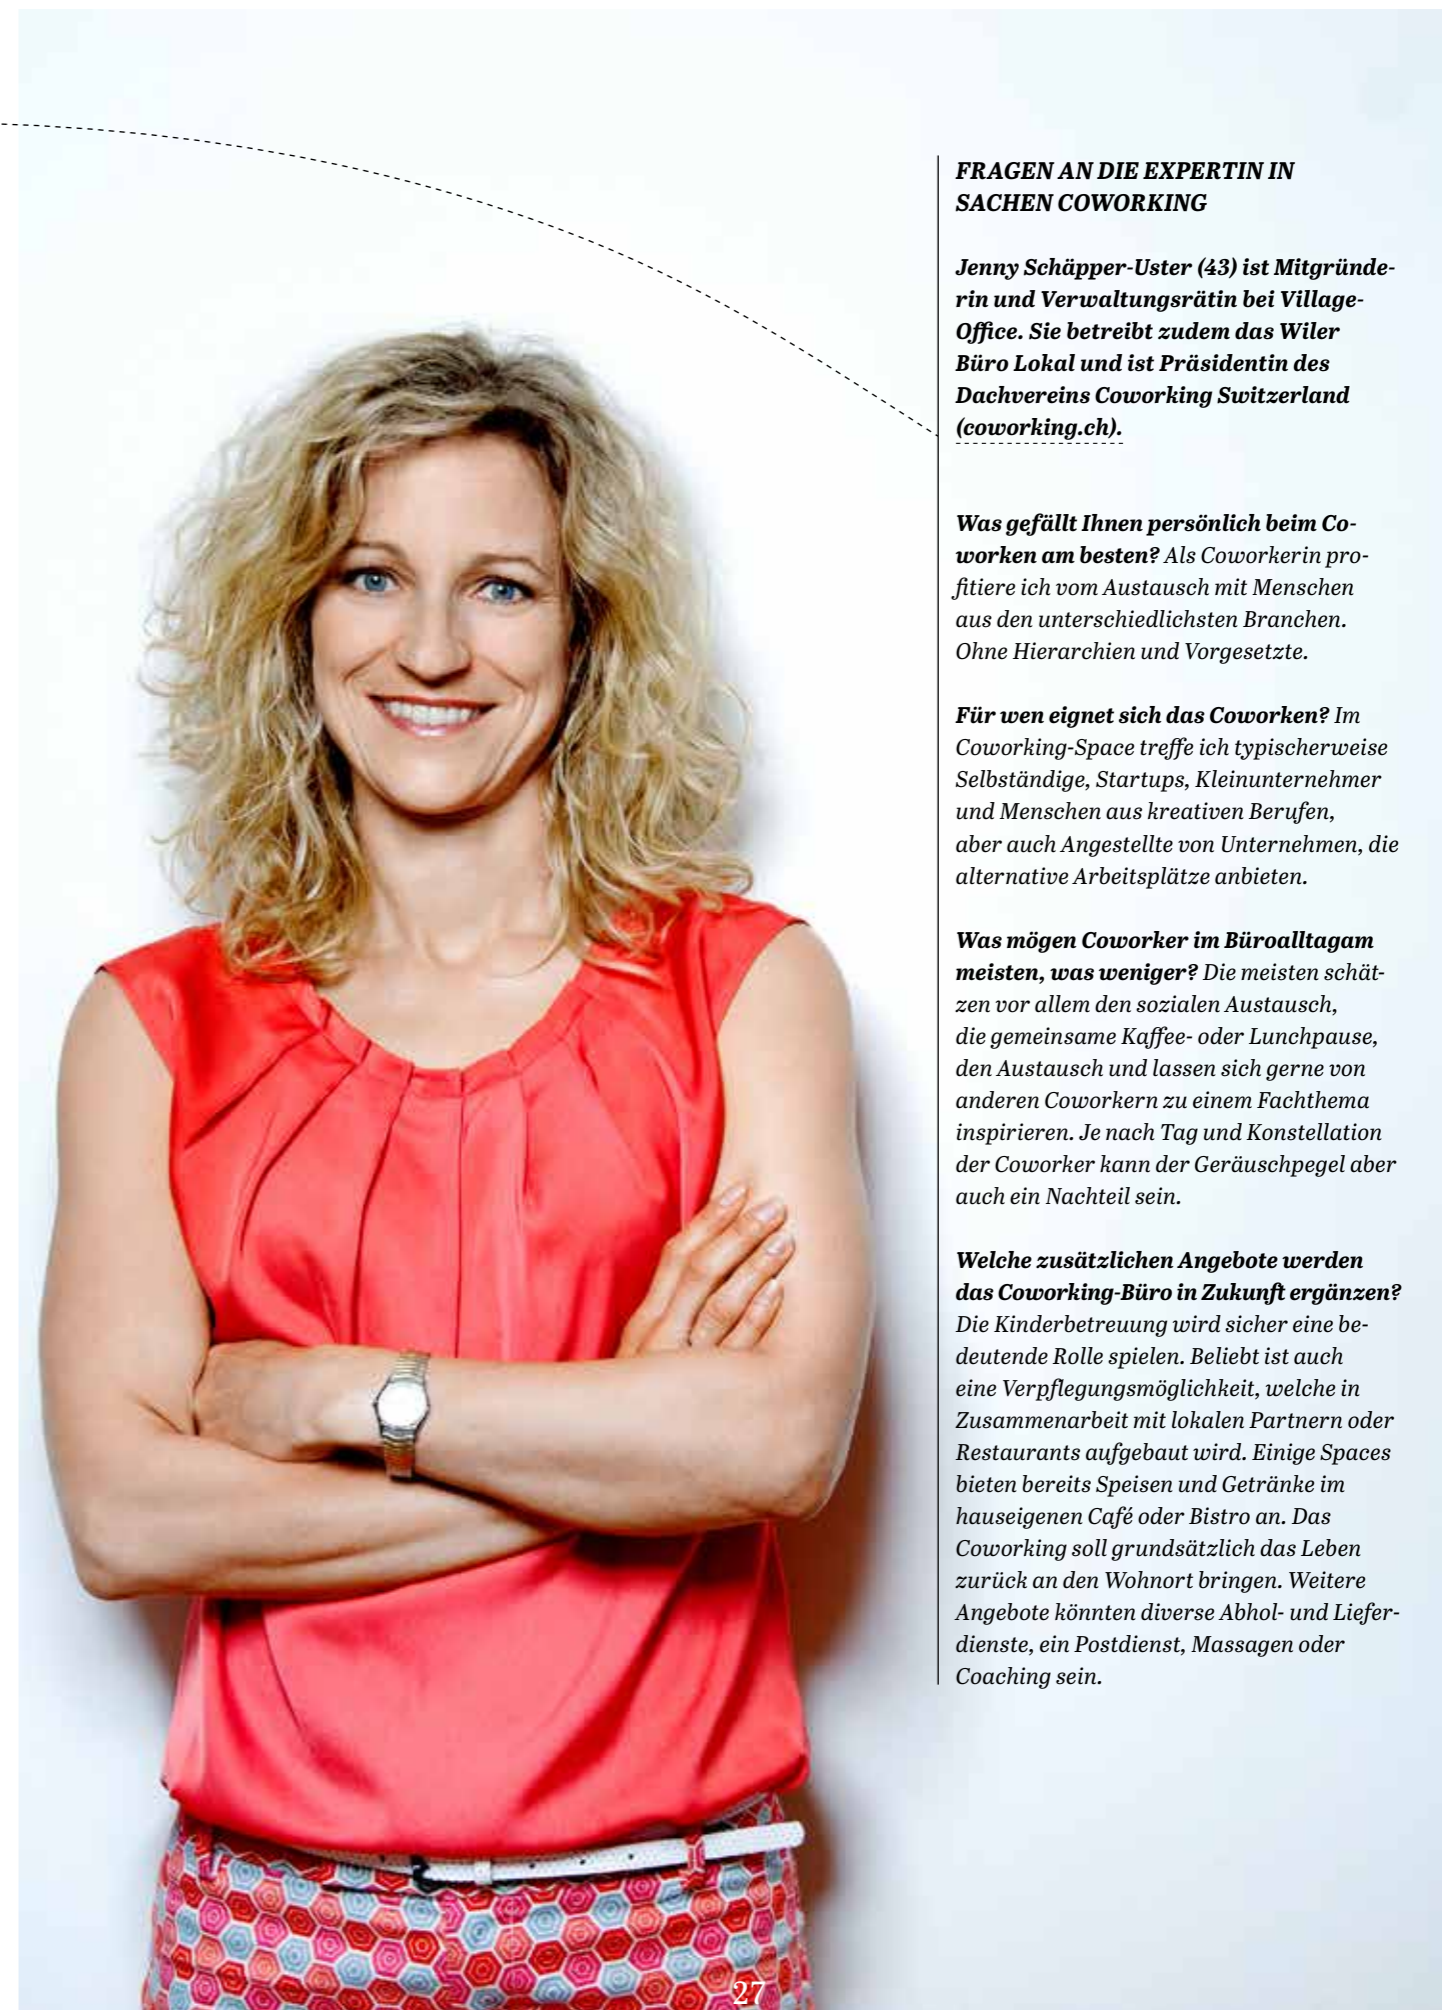 FRAGEN AN DIE EXPERTIN IN
SACHEN COWORKING
Jenny Schäpper-Uster (43) ist Mitgründe-
rin und Verwaltungsrätin bei Village-
Office. Sie betreibt zudem das Wiler
Büro Lokal und ist Präsidentin des
Dachvereins Coworking Switzerland
(coworking.ch).
Was gefällt Ihnen persönlich beim Co-
worken am besten? Als Coworkerin pro-
fitiere ich vom Austausch mit Menschen
aus den unterschiedlichsten Branchen.
Ohne Hierarchien und Vorgesetzte.
Für wen eignet sich das Coworken? Im
Coworking-Space treffe ich typischerweise
Selbständige, Startups, Kleinunternehmer
und Menschen aus kreativen Berufen,
aber auch Angestellte von Unternehmen, die
alternative Arbeitsplätze anbieten.
Was mögen Coworker im Büroalltagam
meisten, was weniger? Die meisten schät-
zen vor allem den sozialen Austausch,
die gemeinsame Kaffee- oder Lunchpause,
den Austausch und lassen sich gerne von
anderen Coworkern zu einem Fachthema
inspirieren. Je nach Tag und Konstellation
der Coworker kann der Geräuschpegel aber
auch ein Nachteil sein.
Welche zusätzlichen Angebote werden
das Coworking-Büro in Zukunft ergänzen?
Die Kinderbetreuung wird sicher eine be-
deutende Rolle spielen. Beliebt ist auch
eine Verpflegungsmöglichkeit, welche in
Zusammenarbeit mit lokalen Partnern oder
Restaurants aufgebaut wird. Einige Spaces
bieten bereits Speisen und Getränke im
hauseigenen Café oder Bistro an. Das
Coworking soll grundsätzlich das Leben
zurück an den Wohnort bringen. Weitere
Angebote könnten diverse Abhol- und Liefer-
dienste, ein Postdienst, Massagen oder
Coaching sein.
27